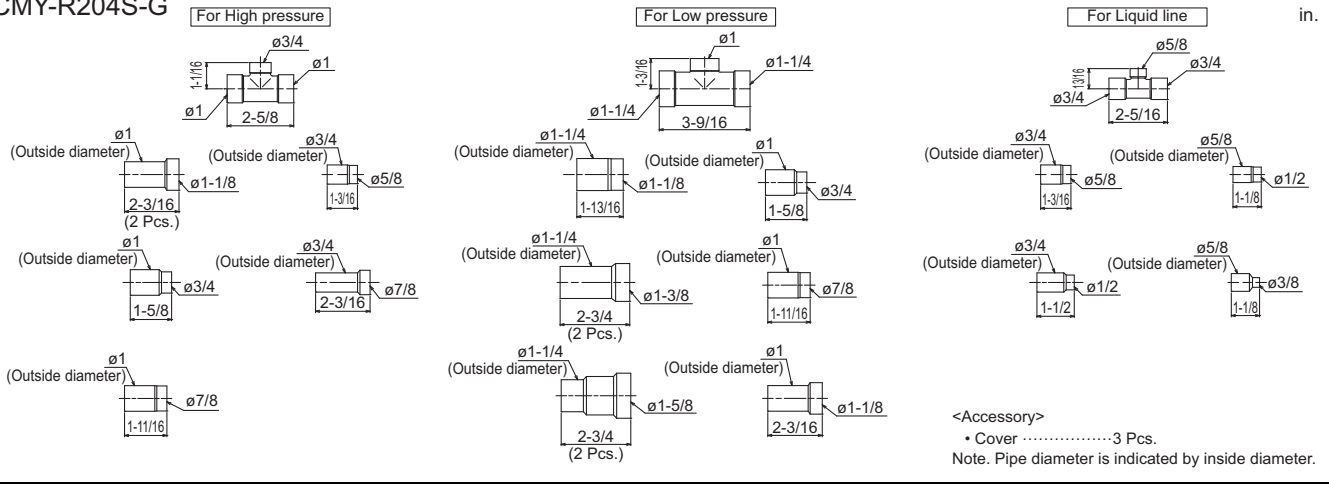 CMY-R204S-G
For High pressure
For Low pressure
For Liquid line
in.
ø3/4
1-1/16
ø1
ø1
2-5/8
ø1
1-3/16
ø1-1/4
ø1-1/4
3-9/16
ø5/8
13/16
ø3/4
ø3/4
2-5/16
ø1
(Outside diameter)
ø1-1/8
2-3/16
(2 Pcs.)
ø3/4
(Outside diameter)
ø5/8
1-3/16
ø1-1/4
(Outside diameter)
ø1-1/8
1-13/16
ø1
(Outside diameter)
ø3/4
1-5/8
ø3/4
(Outside diameter)
ø5/8
1-3/16
ø5/8
(Outside diameter)
ø1/2
1-1/8
ø1
(Outside diameter)
ø3/4
1-5/8
ø3/4
(Outside diameter)
ø7/8
2-3/16
ø1-1/4
(Outside diameter)
ø1-3/8
2-3/4
(2 Pcs.)
ø1
(Outside diameter)
ø7/8
1-11/16
ø3/4
(Outside diameter)
ø1/2
1-1/2
ø5/8
(Outside diameter)
ø3/8
1-1/8
ø1
(Outside diameter)
ø7/8
1-11/16
ø1-1/4
(Outside diameter)
ø1-5/8
2-3/4
(2 Pcs.)
ø1
(Outside diameter)
ø1-1/8
2-3/16
<Accessory>
• Cover ·················3 Pcs.
Note. Pipe diameter is indicated by inside diameter.